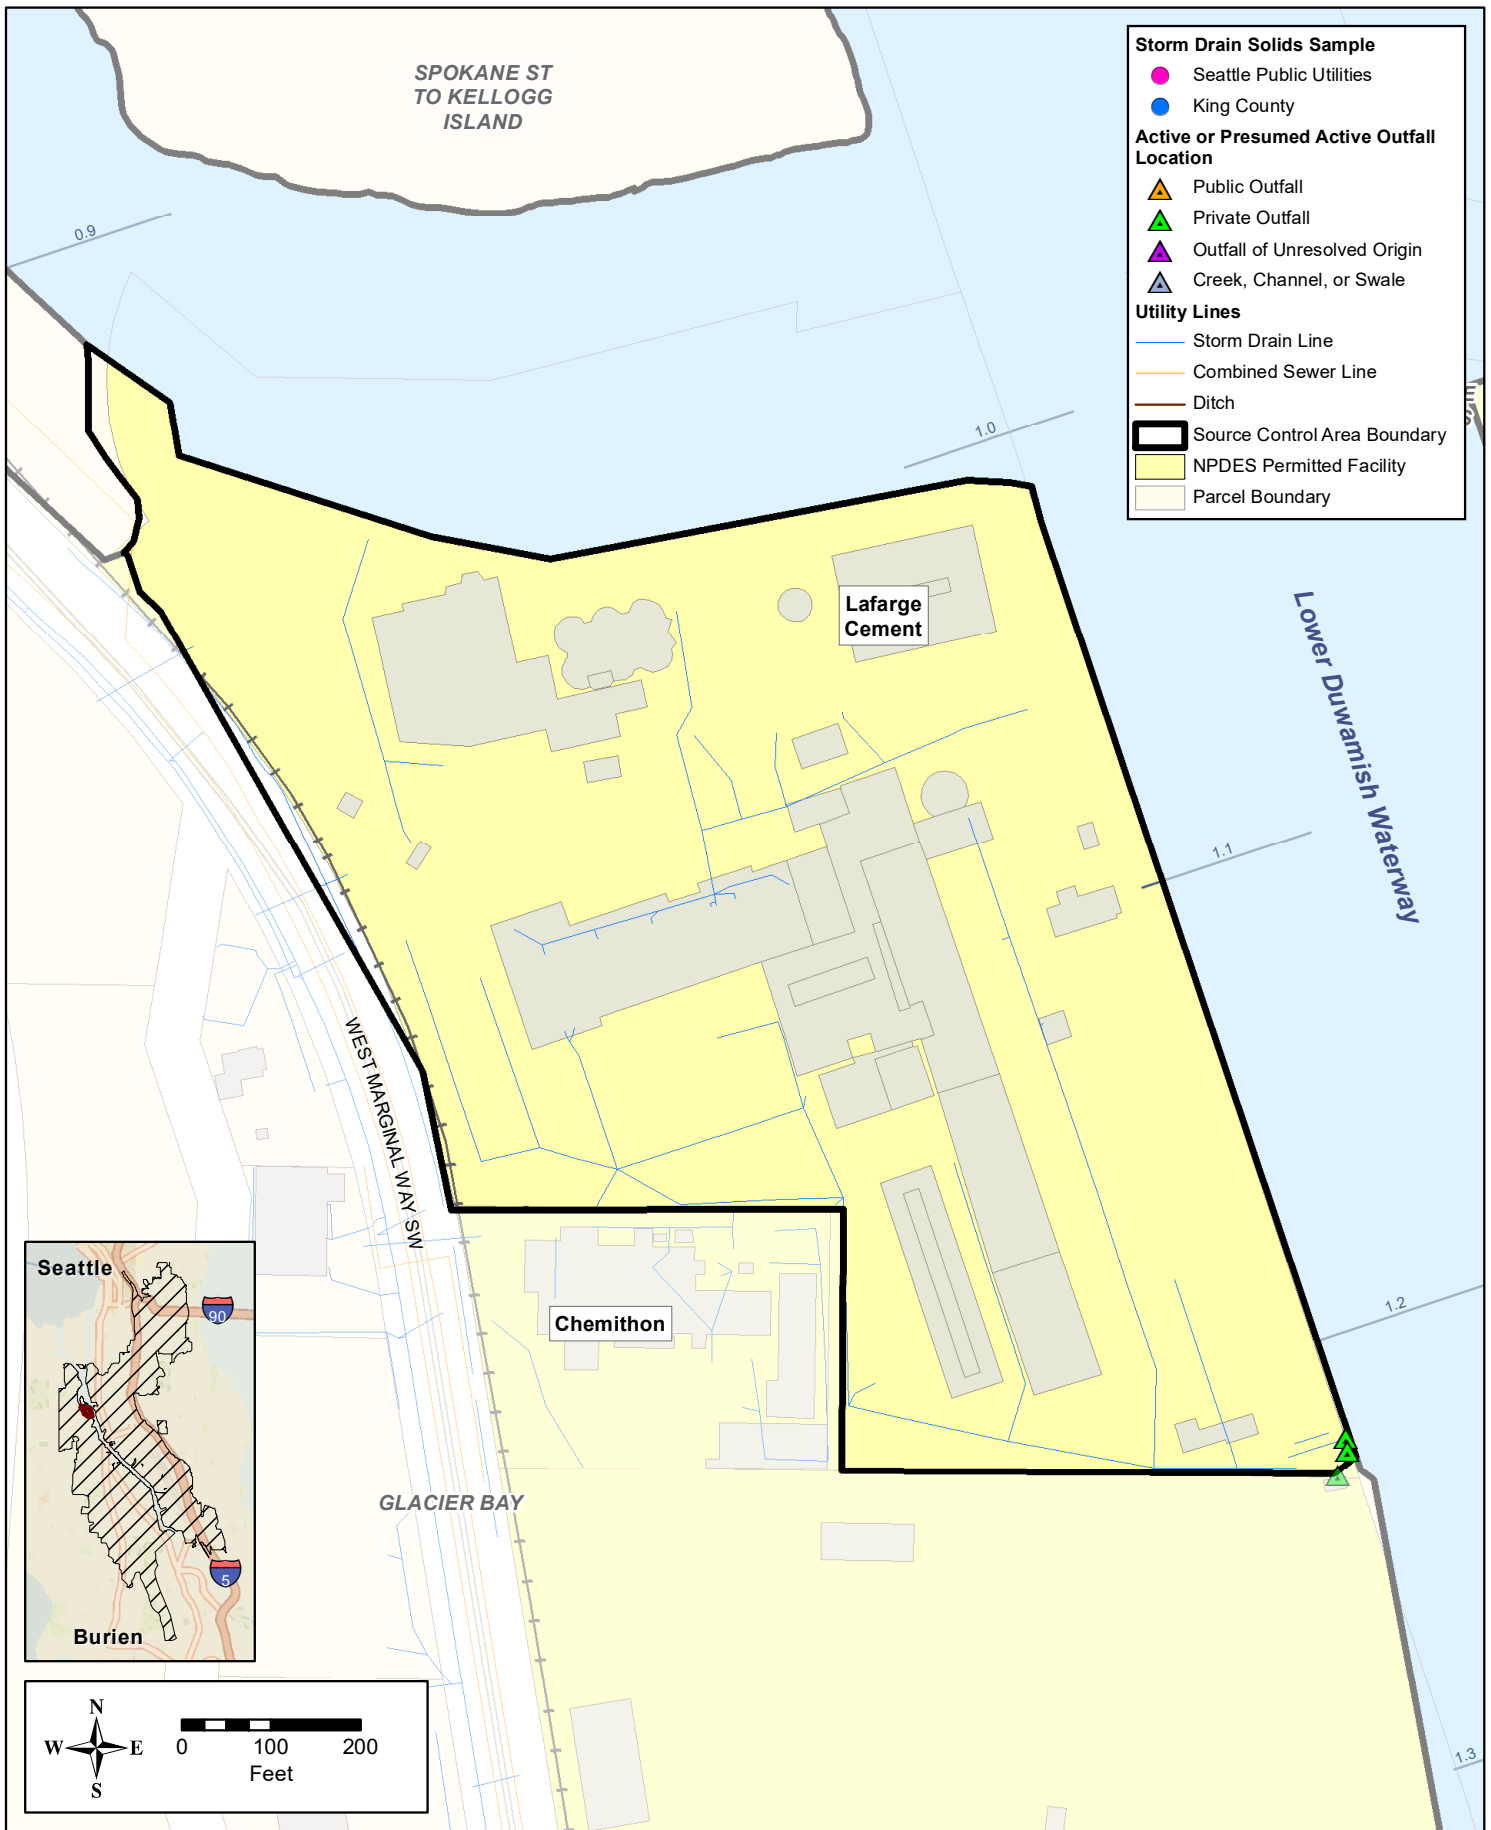 SPOKANE ST
TO KELLOGG
ISLAND
Storm Drain Solids Sample
Seattle Public Utilities
King County
Active or Presumed Active Outfall
Location
Public Outfall
Private Outfall
Outfall of Unresolved Origin
Creek, Channel, or Swale
Utility Lines
Storm Drain Line
Combined Sewer Line
Ditch
Source Control Area Boundary
NPDES Permitted Facility
Parcel Boundary
0.9
1.0
Lafarge
Cement
Lower Duwamish Waterway
1.1
WEST MARGINAL WAY SW
1.2
Chemithon
GLACIER BAY
Seattle
90
5
Burien
N
W
E
S
0
100
200
Feet
1.3